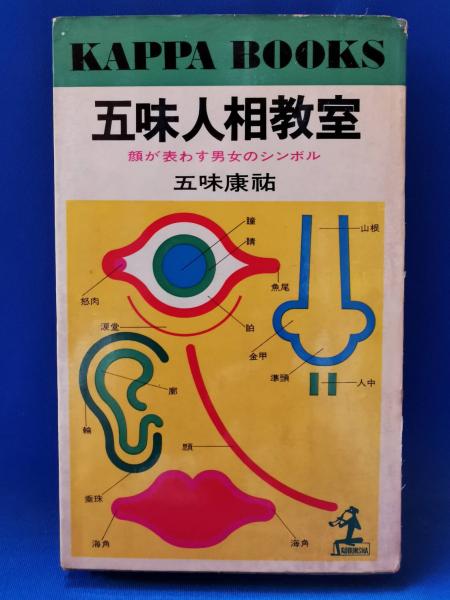 KAPPA BOOKS
五味人相教室
顔が表わす男女のシンボル
五味康祐
瞳
睛
山根
怒肉
魚尾
涙堂
金甲
準頭
人中
廓
輪
垂珠
海角
海角
KOBUNSHA